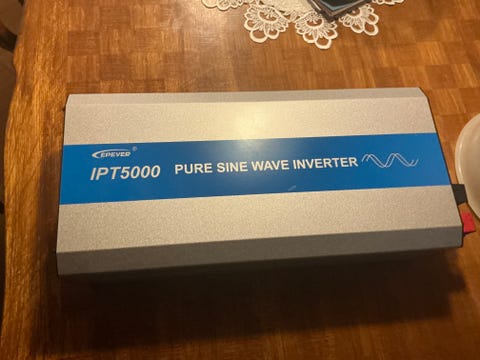 EPEVER®
IPT5000 PURE SINE WAVE INVERTER